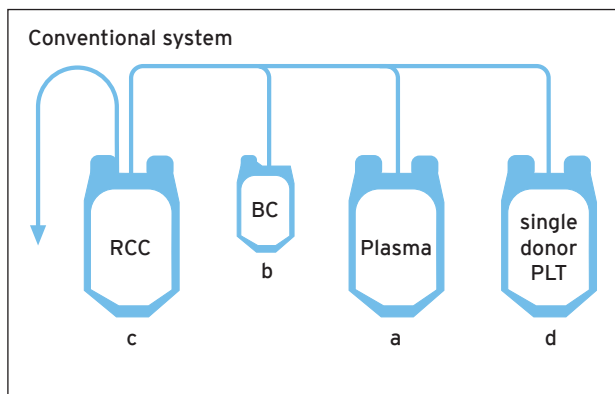 Conventional system
RCC
BC
Plasma
single
donor
PLT
c
b
a
d